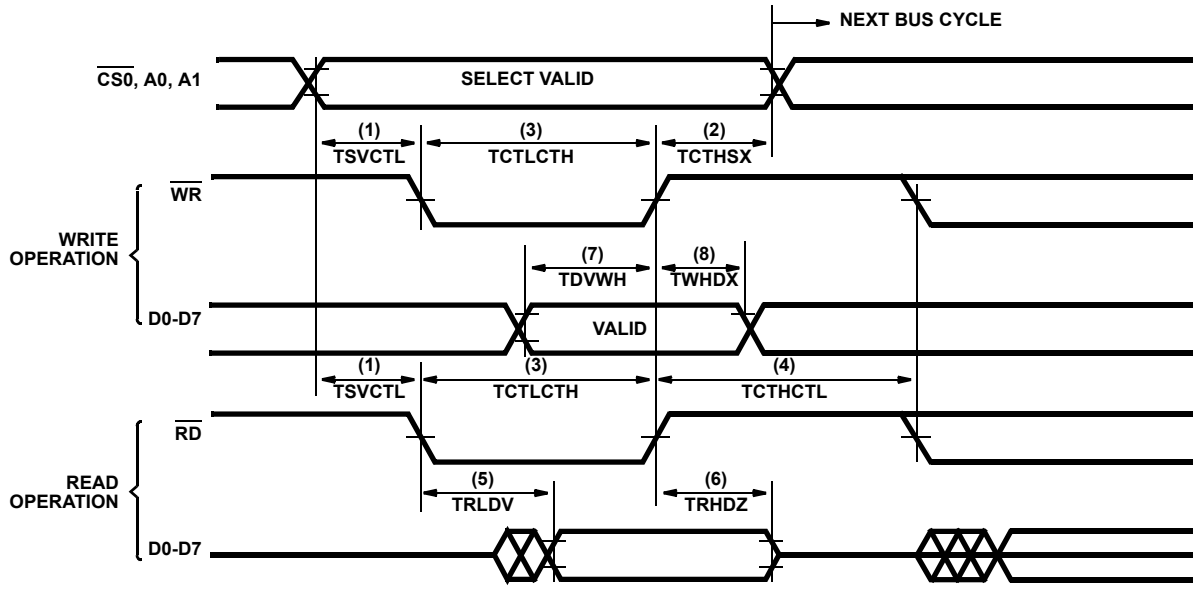 NEXT BUS CYCLE
CS0, A0, A1
SELECT VALID
(1) (3) (2)
TSVCTL TCTLCTH TCTHSX
WR
WRITE
OPERATION
(7) (8)
TDVWH TWHDX
D0-D7
VALID
(1) (3) (4)
TSVCTL TCTLCTH TCTHCTL
RD
READ
OPERATION
(5) (6)
TRLDV TRHDZ
D0-D7